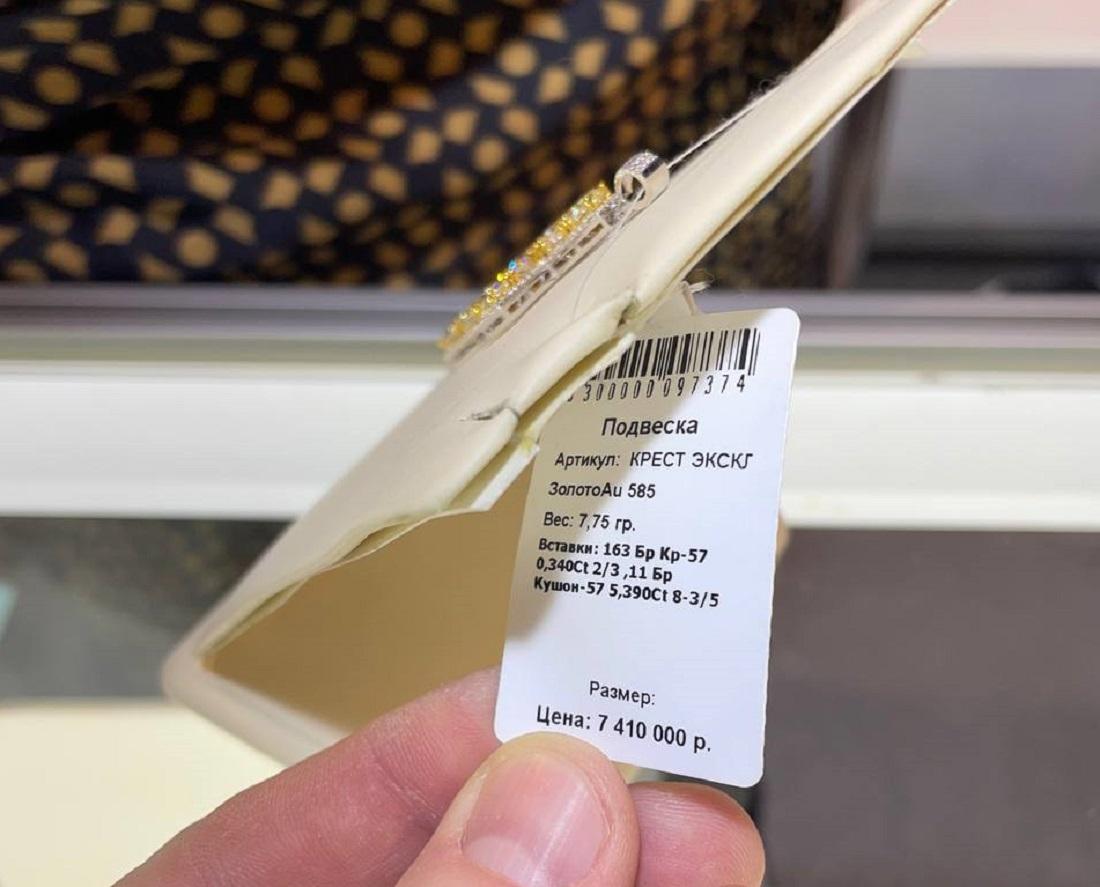 300000097374
Подвеска
Артикул: КРЕСТ ЭКСКЛ
ЗолотоAu 585
Вес: 7,75 гр.
Вставки: 163 Бр Кр-57
0,340Ct 2/3 ,11 Бр
Кушон-57 5,390Ct 8-3/5
Размер:
Цена: 7 410 000 р.